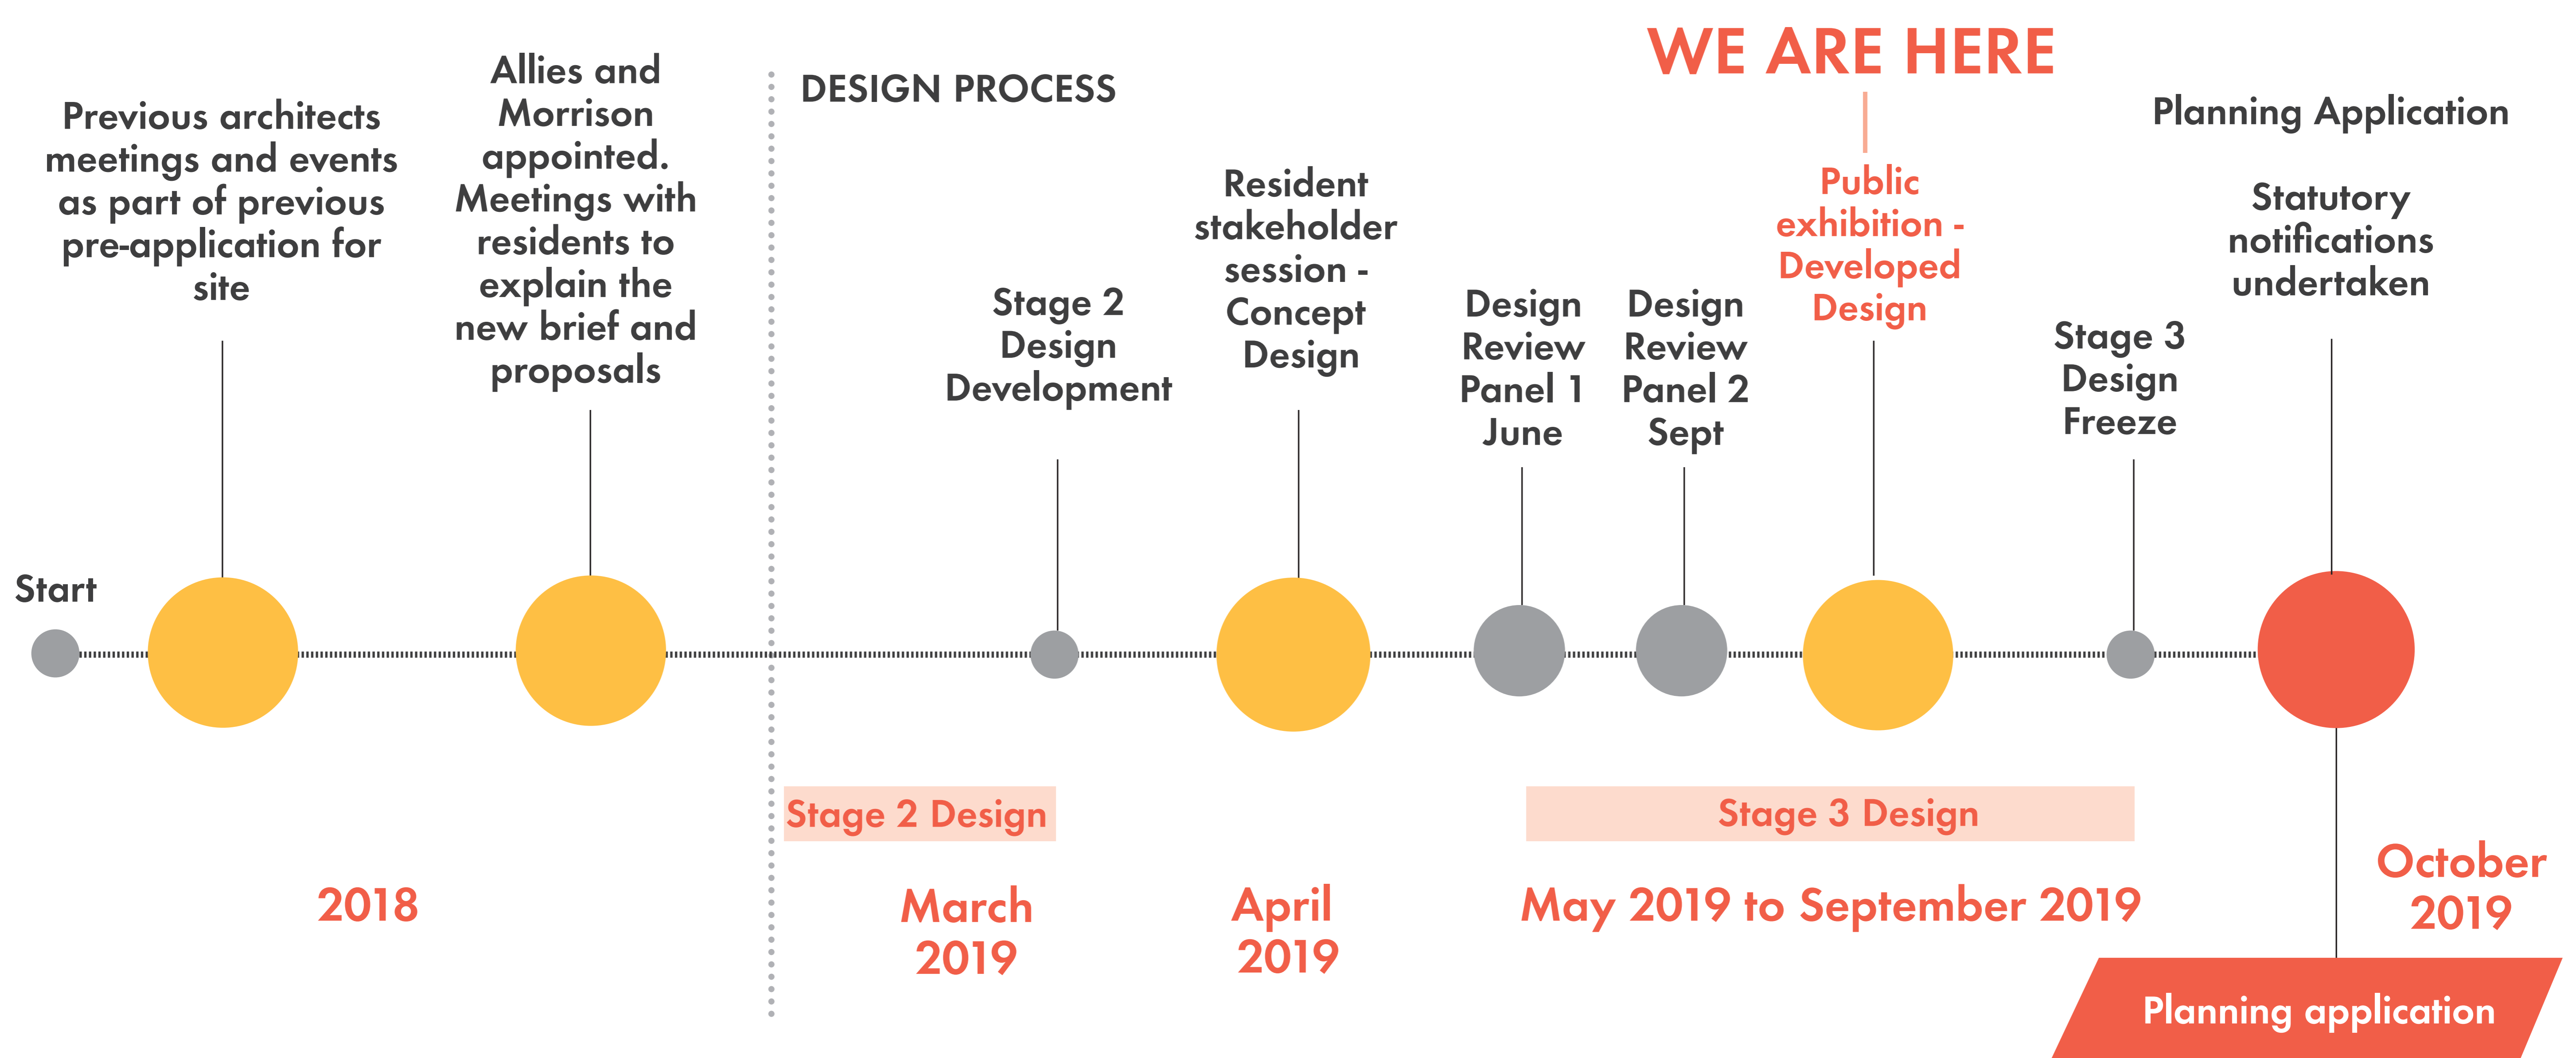 Start
Previous architects
meetings and events
as part of previous
pre-application for
site
Allies and
Morrison
appointed.
Meetings with
residents to
explain the
new brief and
proposals
DESIGN PROCESS
Stage 2
Design
Development
Resident
stakeholder
session -
Concept
Design
Design
Review
Panel 1
June
Design
Review
Panel 2
Sept
WE ARE HERE
Public
exhibition -
Developed
Design
Stage 3
Design
Freeze
Planning Application
Statutory
notifications
undertaken
Stage 2 Design
Stage 3 Design
2018
March
2019
April
2019
May 2019 to September 2019
October
2019
Planning application